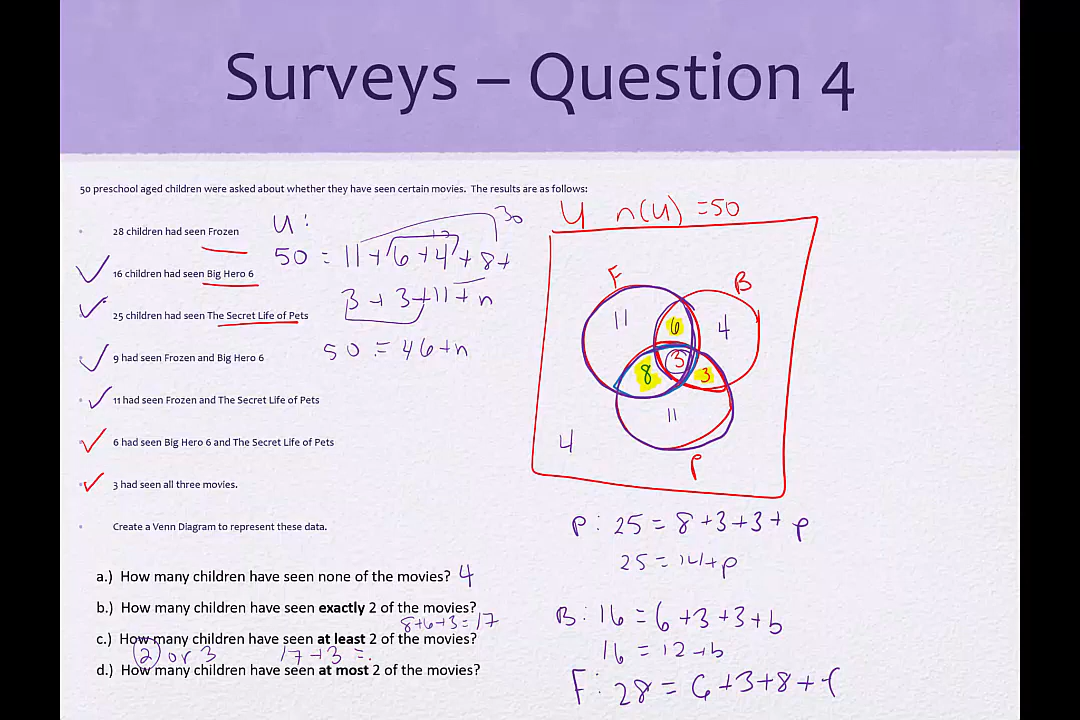 Surveys – Question 4
50 preschool aged children were asked about whether they have seen certain movies. The results are as follows:
28 children had seen Frozen
16 children had seen Big Hero 6
25 children had seen The Secret Life of Pets
9 had seen Frozen and Big Hero 6
11 had seen Frozen and The Secret Life of Pets
6 had seen Big Hero 6 and The Secret Life of Pets
3 had seen all three movies.
Create a Venn Diagram to represent these data.
U:
30
50 = 11 + 6 + 4 + 8 +
3 + 3 + 11 + n
50 = 46 + n
U n(U) = 50
F
B
11
6
4
3
8
3
11
4
P
P: 25 = 8 + 3 + 3 + p
25 = 14 + p
B: 16 = 6 + 3 + 3 + b
16 = 12 + b
F: 28 = 6 + 3 + 8 + f
a.) How many children have seen none of the movies? 4
b.) How many children have seen exactly 2 of the movies?
8 + 6 + 3 = 17
c.) How many children have seen at least 2 of the movies?
2 or 3 17 + 3 =
d.) How many children have seen at most 2 of the movies?